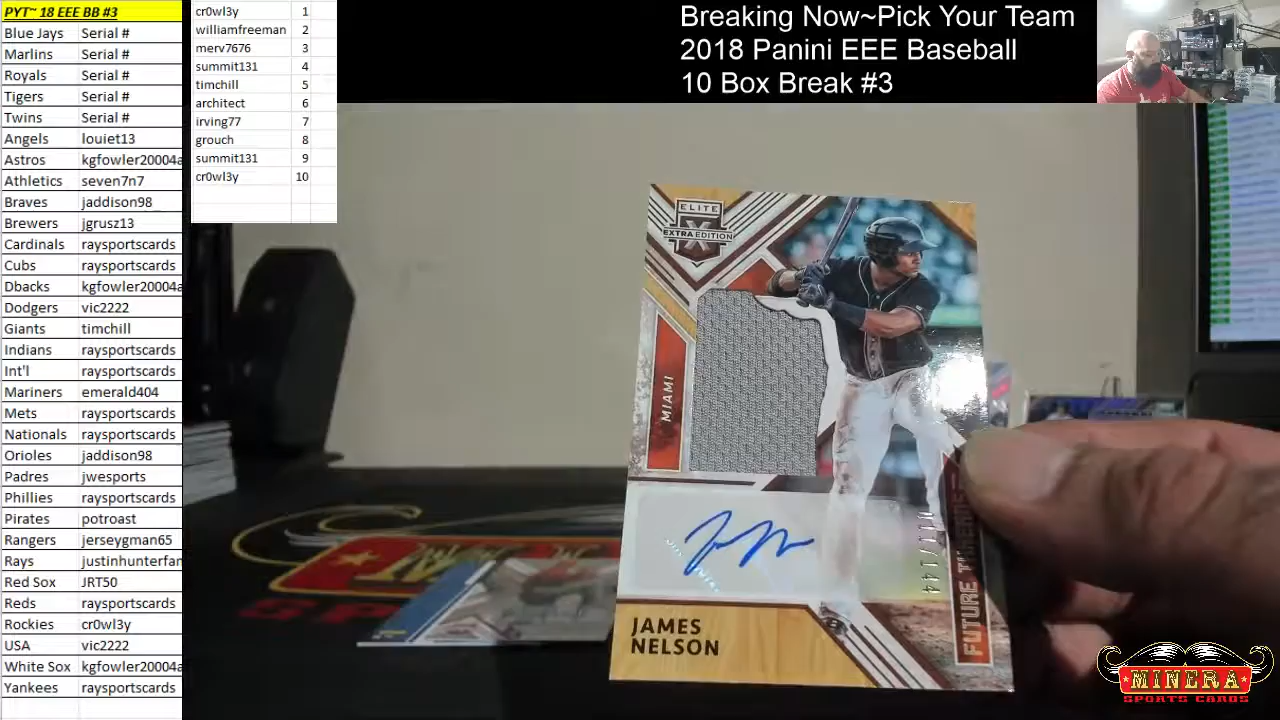 PYT~ 18 EEE BB #3
Blue Jays Serial #
Marlins Serial #
Royals Serial #
Tigers Serial #
Twins Serial #
Angels louiet13
Astros kgfowler20004a
Athletics seven7n7
Braves jaddison98
Brewers jgrusz13
Cardinals raysportscards
Cubs raysportscards
Dbacks kgfowler20004a
Dodgers vic2222
Giants timchill
Indians raysportscards
Int'l raysportscards
Mariners emerald404
Mets raysportscards
Nationals raysportscards
Orioles jaddison98
Padres jwesports
Phillies raysportscards
Pirates potroast
Rangers jerseygman65
Rays justinhunterfan
Red Sox JRT50
Reds raysportscards
Rockies cr0wl3y
USA vic2222
White Sox kgfowler20004a
Yankees raysportscards
cr0wl3y 1
williamfreeman 2
merv7676 3
summit131 4
timchill 5
architect 6
irving77 7
grouch 8
summit131 9
cr0wl3y 10
Breaking Now~Pick Your Team
2018 Panini EEE Baseball
10 Box Break #3
ELITE
X
EXTRA EDITION
MIAMI
JAMES
NELSON
FUTURE
MINERA
SPORTS CARDS